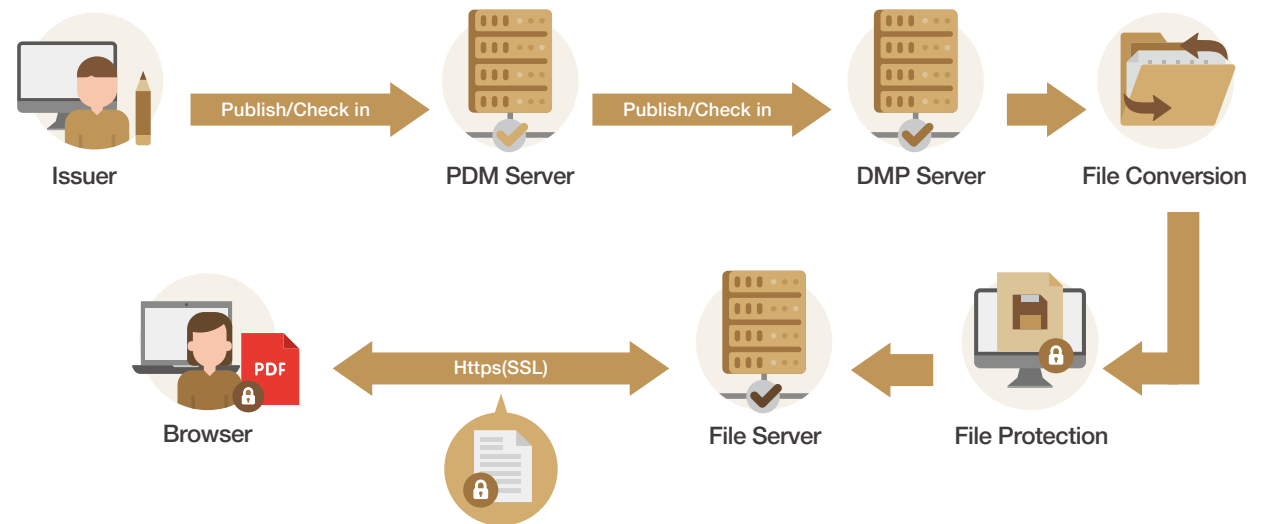 Publish/Check in
Publish/Check in
Issuer
PDM Server
DMP Server
File Conversion
PDF
Https(SSL)
Browser
File Server
File Protection